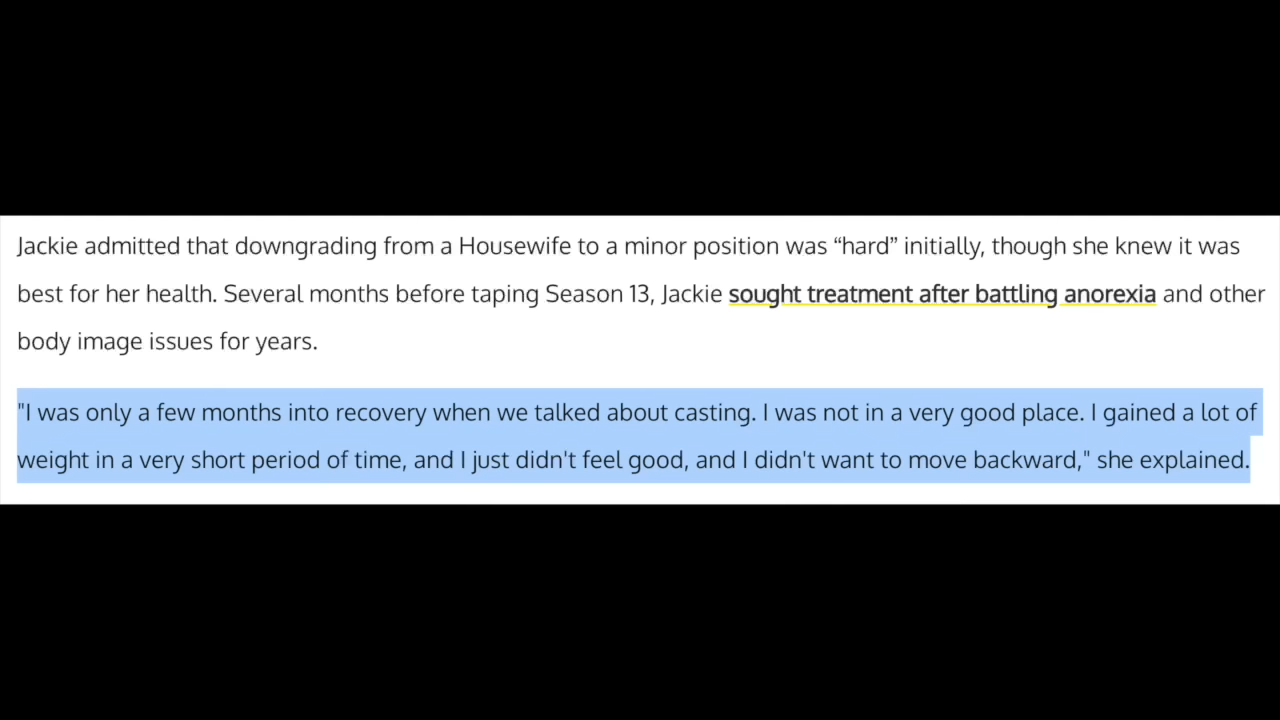 Jackie admitted that downgrading from a Housewife to a minor position was “hard” initially, though she knew it was
best for her health. Several months before taping Season 13, Jackie sought treatment after battling anorexia and other
body image issues for years.
"I was only a few months into recovery when we talked about casting. I was not in a very good place. I gained a lot of
weight in a very short period of time, and I just didn't feel good, and I didn't want to move backward," she explained.